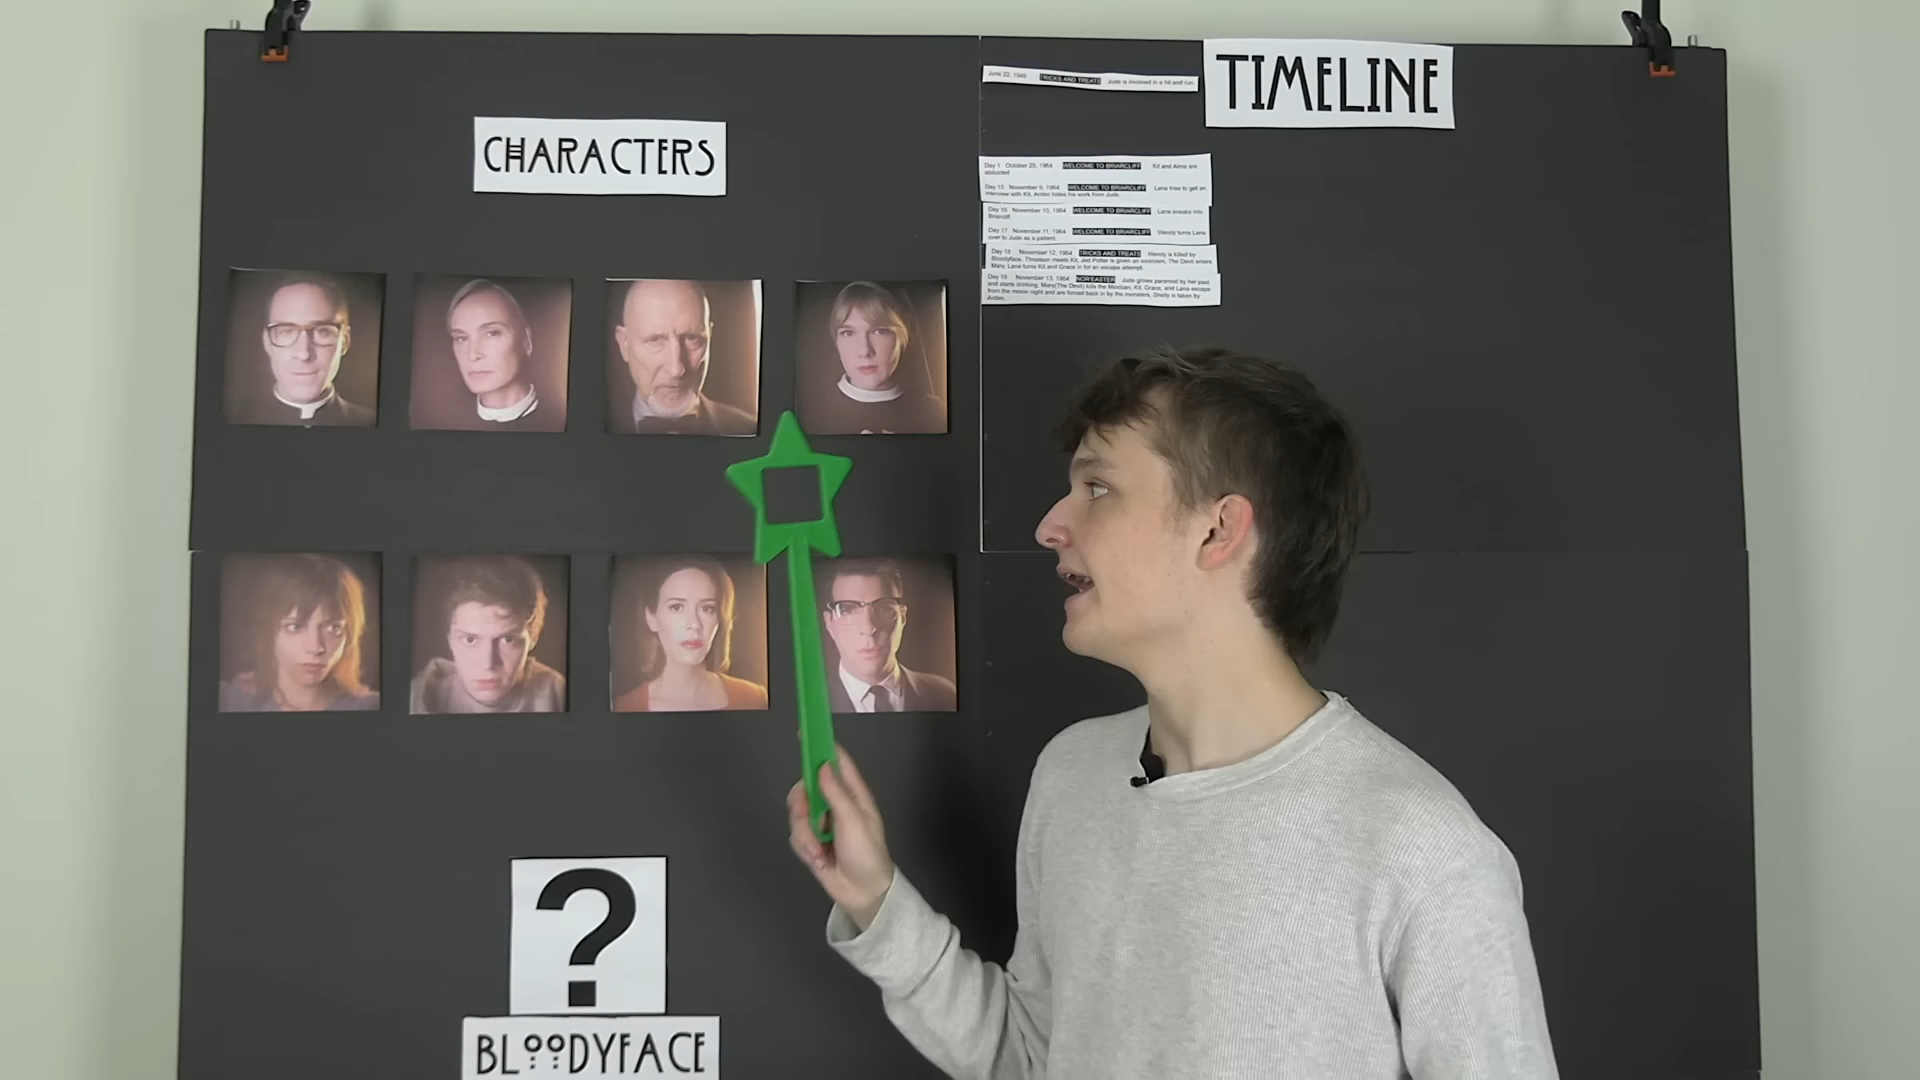 CHARACTERS
TIMELINE
June 22, 1949 TRICKS AND TREATS Jude is involved in a hit and run.
Day 1 October 25, 1964 WELCOME TO BRIARCLIFF Kit and Alma are
abducted
Day 15 November 9, 1964 WELCOME TO BRIARCLIFF Lana tries to get an
interview with Kit, Arden hides his work from Jude.
Day 16 November 10, 1964 WELCOME TO BRIARCLIFF Lana sneaks into
Briarcliff.
Day 17 November 11, 1964 WELCOME TO BRIARCLIFF Wendy turns Lana
over to Jude as a patient.
Day 18 November 12, 1964 TRICKS AND TREATS Wendy is killed by
Bloodyface, Thredson meets Kit, Jed Potter is given an exorcism, The Devil enters
Mary, Lana turns Kit and Grace in for an escape attempt.
Day 19 November 13, 1964 NOR'EASTER Jude grows paranoid by her past
and starts drinking, Mary(The Devil) kills the Mexican, Kit, Grace, and Lana escape
from the movie night and are forced back in by the monsters, Shelly is taken by
Arden.
?
BLOODYFACE